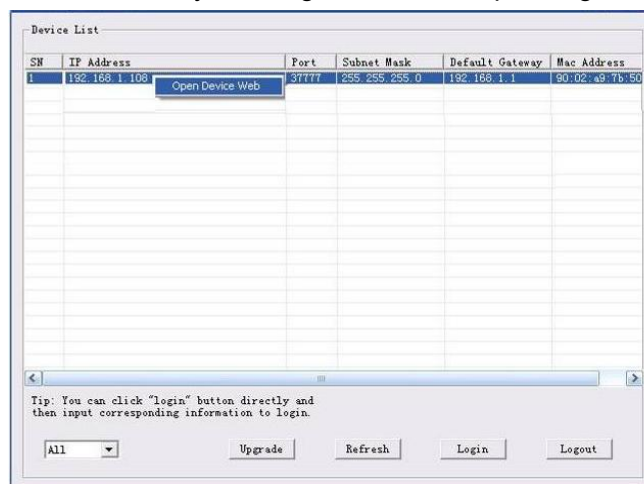 Device List
SN IP Address Port Subnet Mask Default Gateway Mac Address
1 192.168.1.108 37777 255.255.255.0 192.168.1.1 90:02:a9:7b:50
Open Device Web
Tip: You can click "login" button directly and
then input corresponding information to login.
All Upgrade Refresh Login Logout